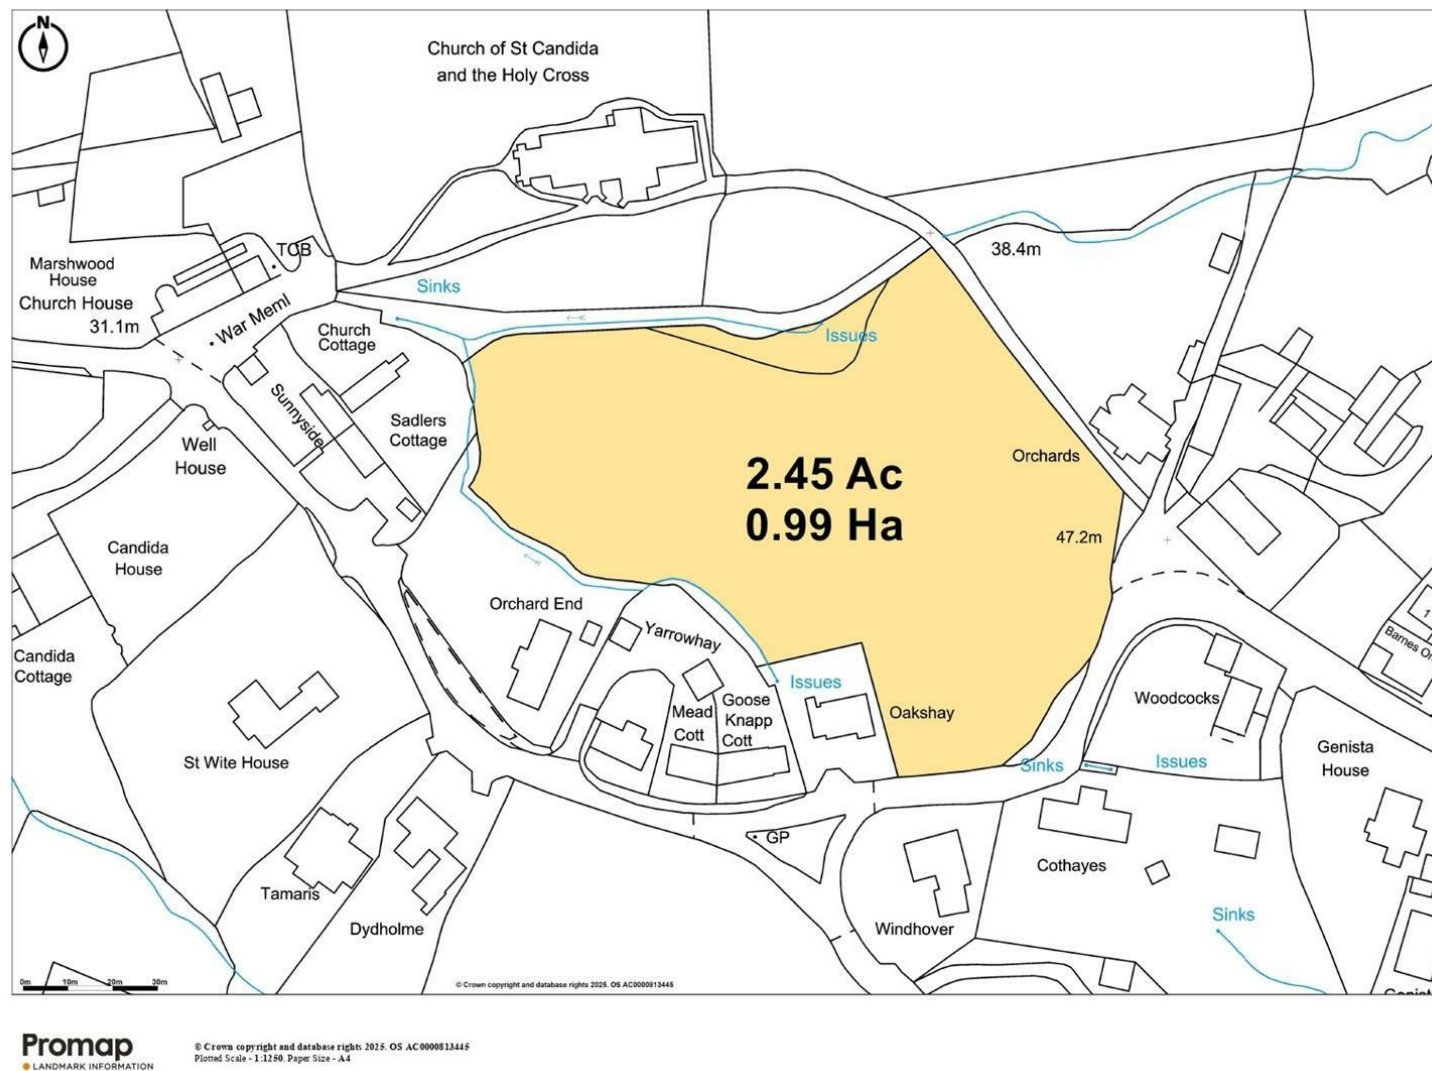 N
Church of St Candida
and the Holy Cross
TCB
Marshwood
House
Church House
31.1m
War Meml
Sinks
38.4m
Church
Cottage
Issues
Sunnyside
Sadlers
Cottage
Well
House
Orchards
2.45 Ac
0.99 Ha
47.2m
Candida
House
Orchard End
Yarrowhay
1
Barnes
Candida
Cottage
Issues
Woodcocks
Goose
Knapp
Cott
Mead
Cott
Oakshay
St Wite House
Sinks
Issues
Genista
House
GP
Cothayes
Tamaris
Dydholme
Windhover
Sinks
0m 10m 20m 30m
© Crown copyright and database rights 2025. OS AC0000813445
Promap
LANDMARK INFORMATION
© Crown copyright and database rights 2025. OS AC0000813445
Plotted Scale - 1:1250. Paper Size - A4